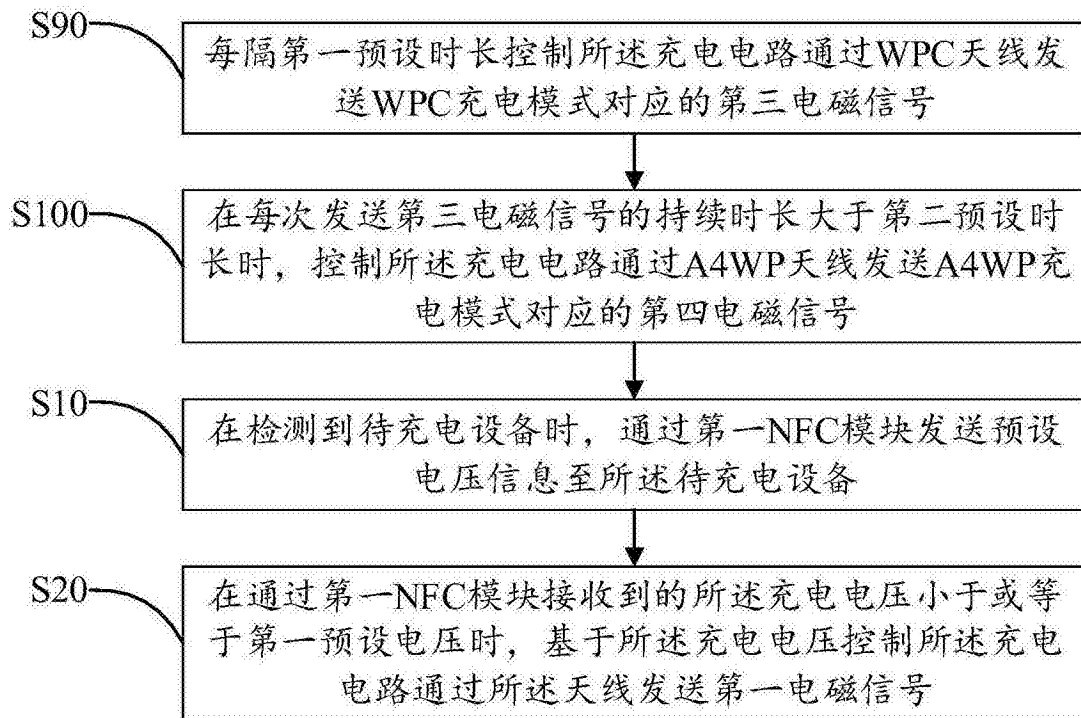 S90
每隔第一预设时长控制所述充电电路通过WPC天线发
送WPC充电模式对应的第三电磁信号
S100
在每次发送第三电磁信号的持续时长大于第二预设时
长时，控制所述充电电路通过A4WP天线发送A4WP充
电模式对应的第四电磁信号
S10
在检测到待充电设备时，通过第一NFC模块发送预设
电压信息至所述待充电设备
S20
在通过第一NFC模块接收到的所述充电电压小于或等
于第一预设电压时，基于所述充电电压控制所述充电
电路通过所述天线发送第一电磁信号